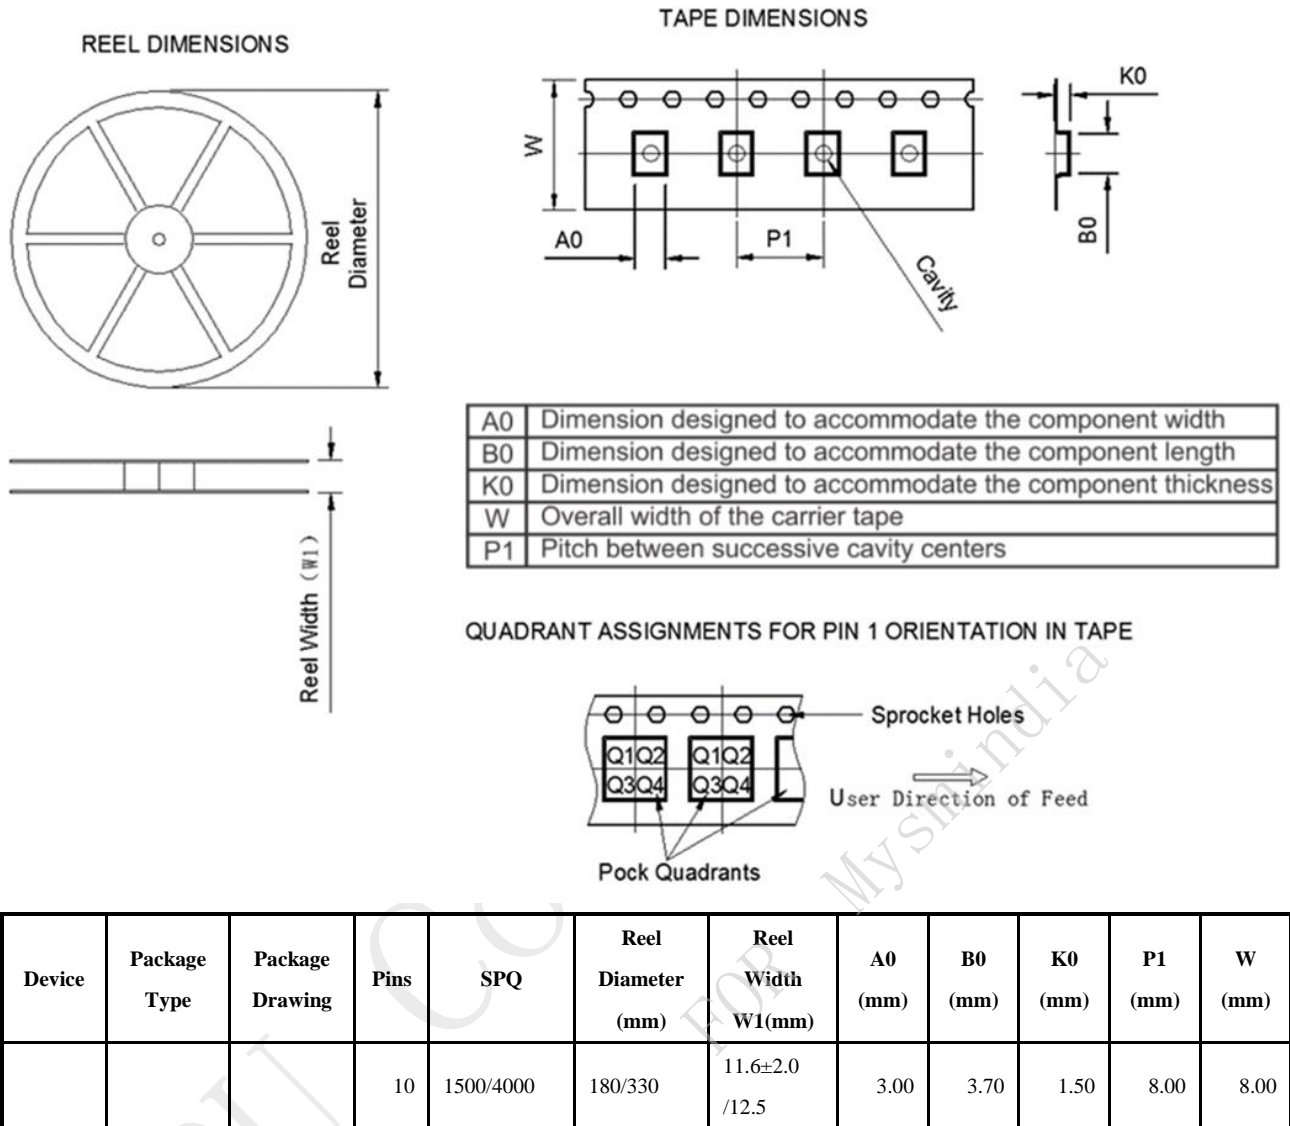 REEL DIMENSIONS
TAPE DIMENSIONS
Reel
Diameter
Reel Width (W1)
W
A0
P1
Cavity
K0
B0
A0 Dimension designed to accommodate the component width
B0 Dimension designed to accommodate the component length
K0 Dimension designed to accommodate the component thickness
W Overall width of the carrier tape
P1 Pitch between successive cavity centers
QUADRANT ASSIGNMENTS FOR PIN 1 ORIENTATION IN TAPE
Sprocket Holes
Q1 Q2 Q1 Q2
Q3 Q4 Q3 Q4
User Direction of Feed
Pock Quadrants
FOR Mysmindia
Device
Package
Type
Package
Drawing
Pins
SPQ
Reel
Diameter
(mm)
Reel
Width
W1(mm)
A0
(mm)
B0
(mm)
K0
(mm)
P1
(mm)
W
(mm)
10 1500/4000 180/330 11.6±2.0
/12.5
3.00 3.70 1.50 8.00 8.00